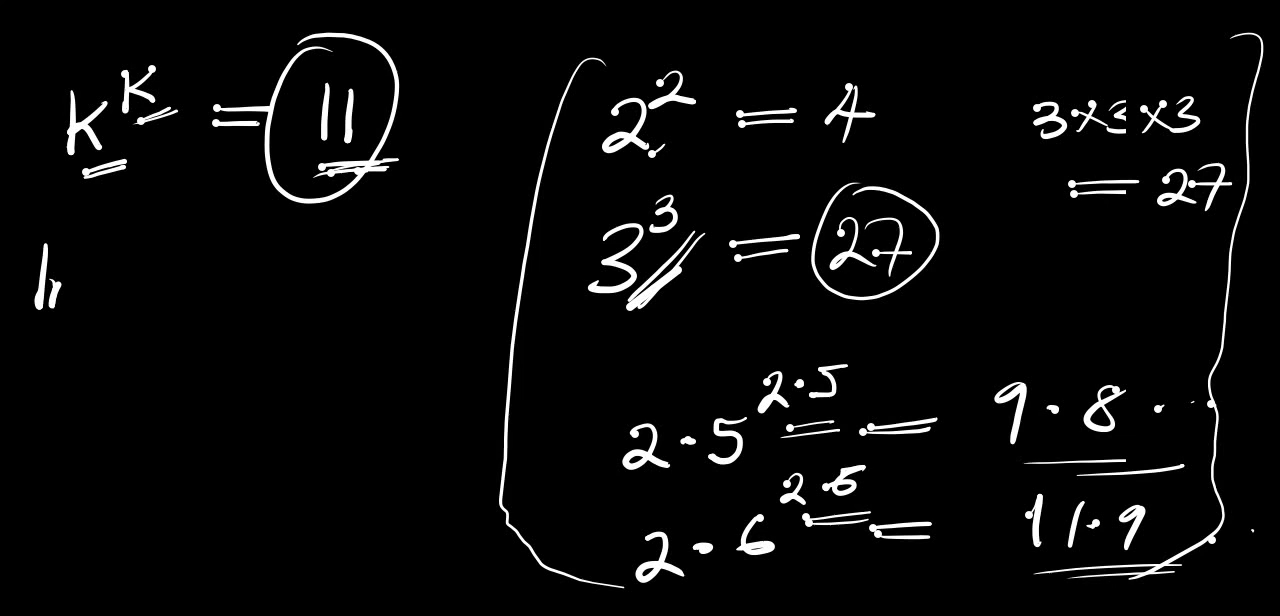 K^K = 11
2^2 = 4
3×3×3
= 27
3^3 = 27
2.5^2.5 = 9.8...
2.6^2.6 = 11.9